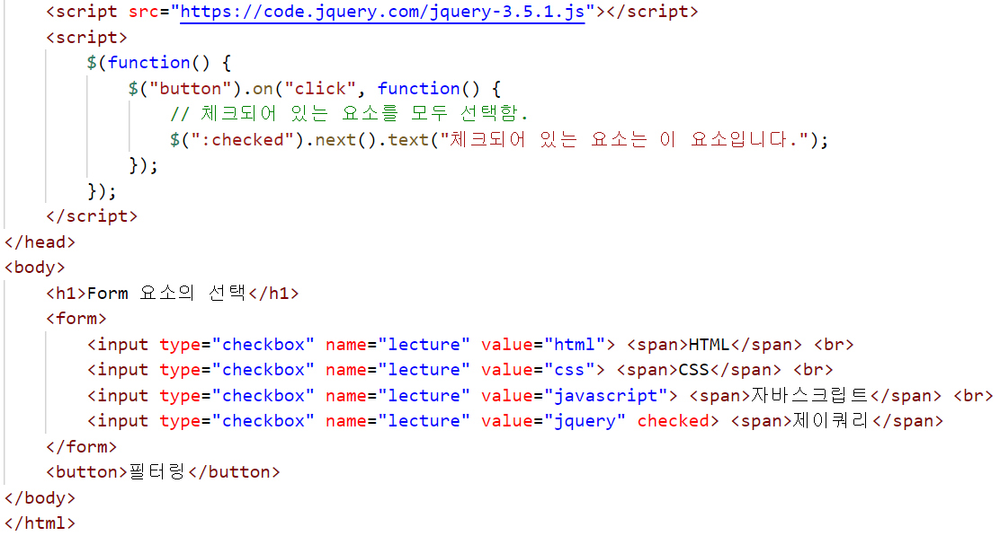 <script src="https://code.jquery.com/jquery-3.5.1.js"></script>
<script>
$(function() {
$("button").on("click", function() {
// 체크되어 있는 요소를 모두 선택함.
$(":checked").next().text("체크되어 있는 요소는 이 요소입니다.");
});
});
</script>
</head>
<body>
<h1>Form 요소의 선택</h1>
<form>
<input type="checkbox" name="lecture" value="html"> <span>HTML</span> <br>
<input type="checkbox" name="lecture" value="css"> <span>CSS</span> <br>
<input type="checkbox" name="lecture" value="javascript"> <span>자바스크립트</span> <br>
<input type="checkbox" name="lecture" value="jquery" checked> <span>제이쿼리</span>
</form>
<button>필터링</button>
</body>
</html>